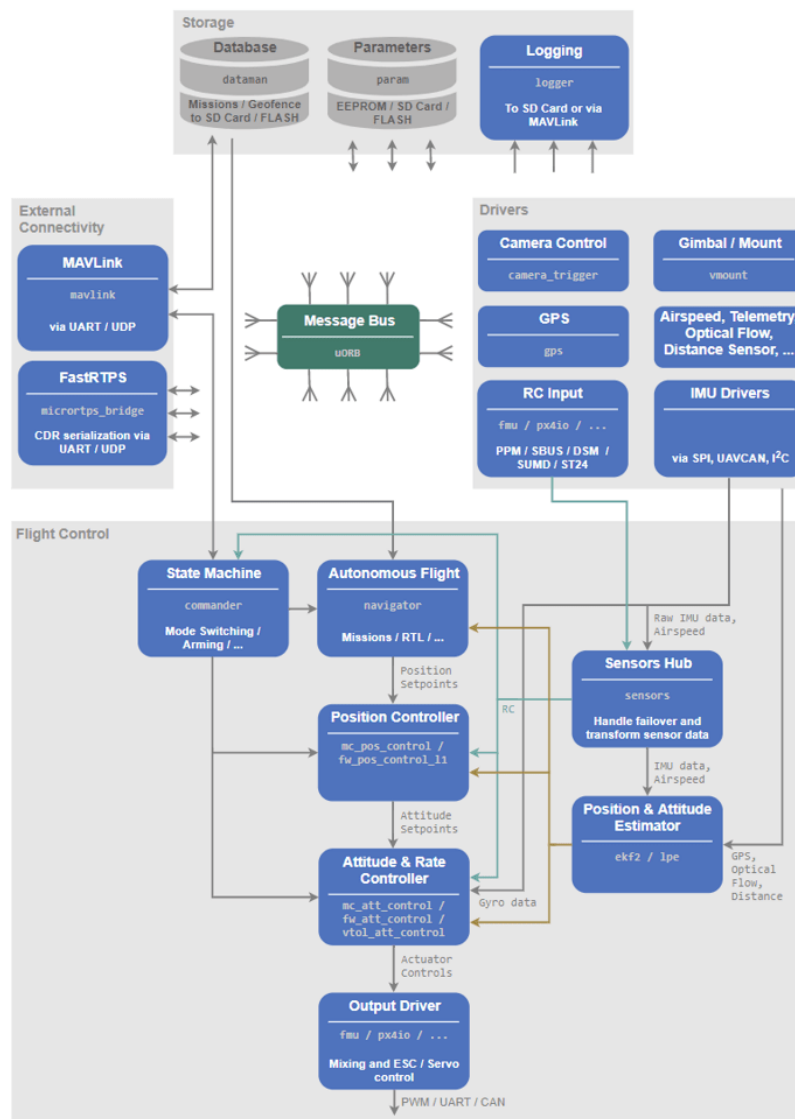 Storage
Database
dataman
Missions / Geofence
to SD Card / FLASH
Parameters
param
EEPROM / SD Card /
FLASH
Logging
logger
To SD Card or via
MAVLink
External
Connectivity
MAVLink
mavlink
via UART / UDP
FastRTPS
micrortps_bridge
CDR serialization via
UART / UDP
Message Bus
uORB
Drivers
Camera Control
camera_trigger
Gimbal / Mount
vmount
GPS
gps
Airspeed, Telemetry,
Optical Flow,
Distance Sensor, ...
RC Input
fmu / px4io / ...
PPM / SBUS / DSM /
SUMD / ST24
IMU Drivers
via SPI, UAVCAN, I²C
Flight Control
State Machine
commander
Mode Switching /
Arming / ...
Autonomous Flight
navigator
Missions / RTL / ...
Raw IMU data,
Airspeed
Sensors Hub
sensors
Handle failover and
transform sensor data
Position
Setpoints
RC
Position Controller
mc_pos_control /
fw_pos_control_l1
IMU data,
Airspeed
Position & Attitude
Estimator
ekf2 / lpe
Attitude
Setpoints
GPS,
Optical
Flow,
Distance
Attitude & Rate
Controller
mc_att_control /
fw_att_control /
vtol_att_control
Gyro data
Actuator
Controls
Output Driver
fmu / px4io / ...
Mixing and ESC / Servo
control
PWM / UART / CAN